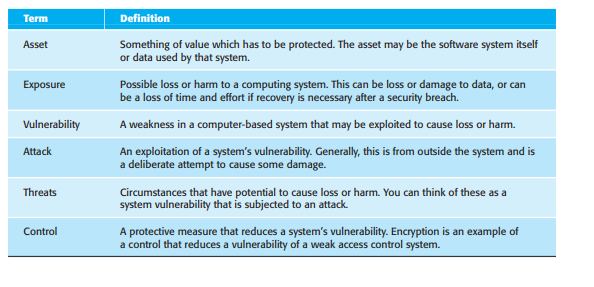 Term Definition
Asset Something of value which has to be protected. The asset may be the software system itself
or data used by that system.
Exposure Possible loss or harm to a computing system. This can be loss or damage to data, or can
be a loss of time and effort if recovery is necessary after a security breach.
Vulnerability A weakness in a computer-based system that may be exploited to cause loss or harm.
Attack An exploitation of a system's vulnerability. Generally, this is from outside the system and is
a deliberate attempt to cause some damage.
Threats Circumstances that have potential to cause loss or harm. You can think of these as a
system vulnerability that is subjected to an attack.
Control A protective measure that reduces a system's vulnerability. Encryption is an example of
a control that reduces a vulnerability of a weak access control system.